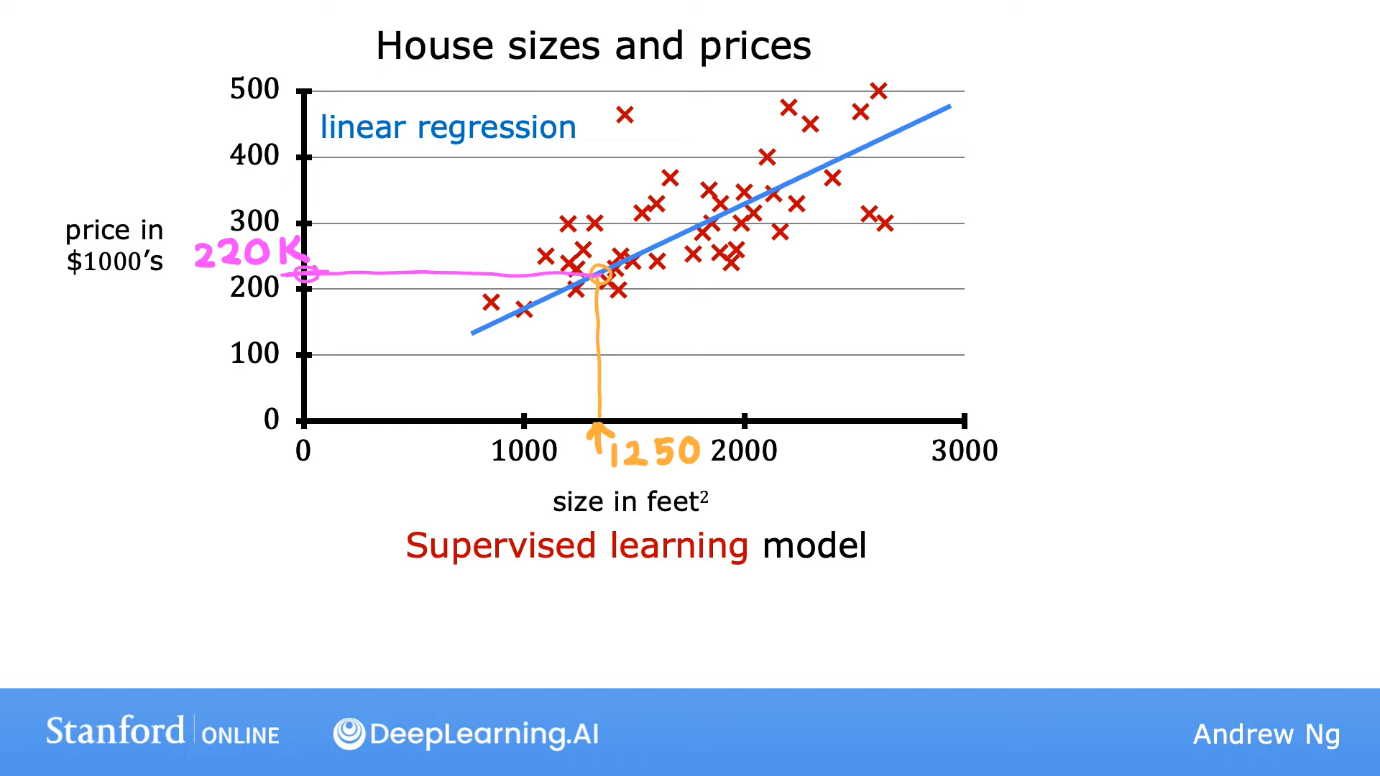 House sizes and prices
500
linear regression
400
300
price in
$1000's
220K
200
100
0
0 1000 1250 2000 3000
size in feet²
Supervised learning model
Stanford ONLINE DeepLearning.AI Andrew Ng